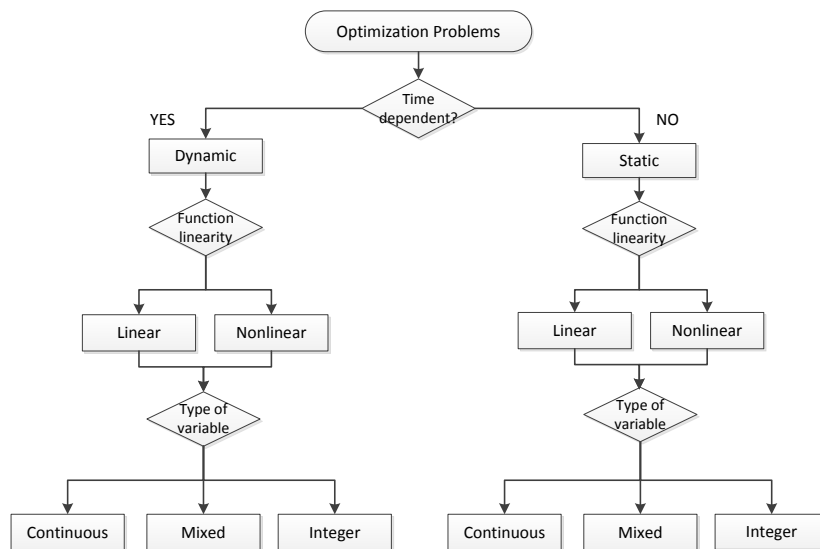 Optimization Problems
Time
dependent?
YES
NO
Dynamic
Static
Function
linearity
Function
linearity
Linear
Nonlinear
Linear
Nonlinear
Type of
variable
Type of
variable
Continuous
Mixed
Integer
Continuous
Mixed
Integer